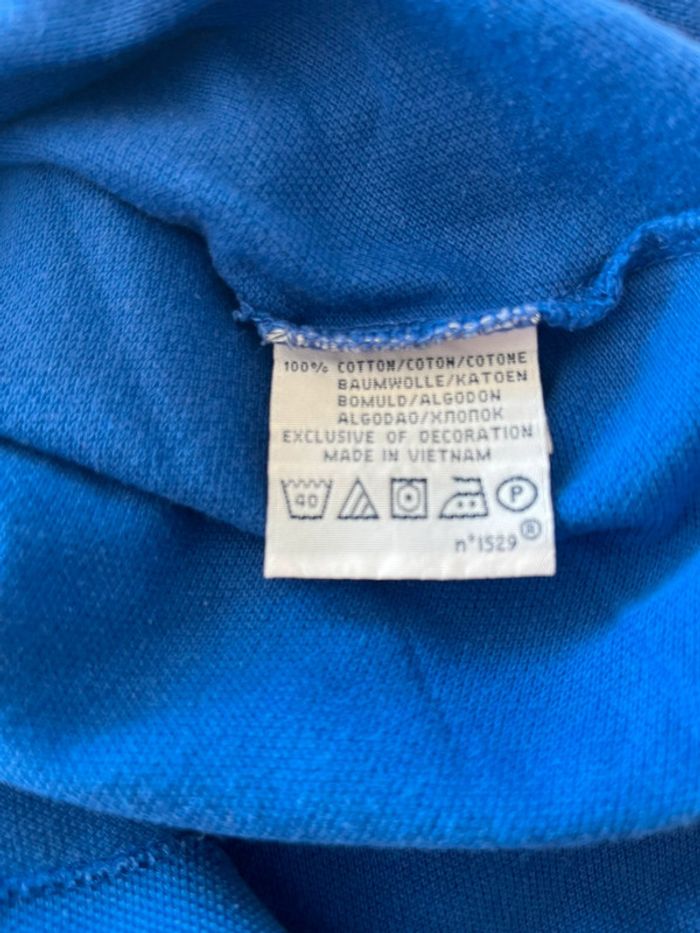 100% COTTON/COTON/COTONE
BAUMWOLLE/KATOEN
BOMULD/ALGODON
ALGODAO/ХЛОПОК
EXCLUSIVE OF DECORATION
MADE IN VIETNAM
40 P
n°1529 ®